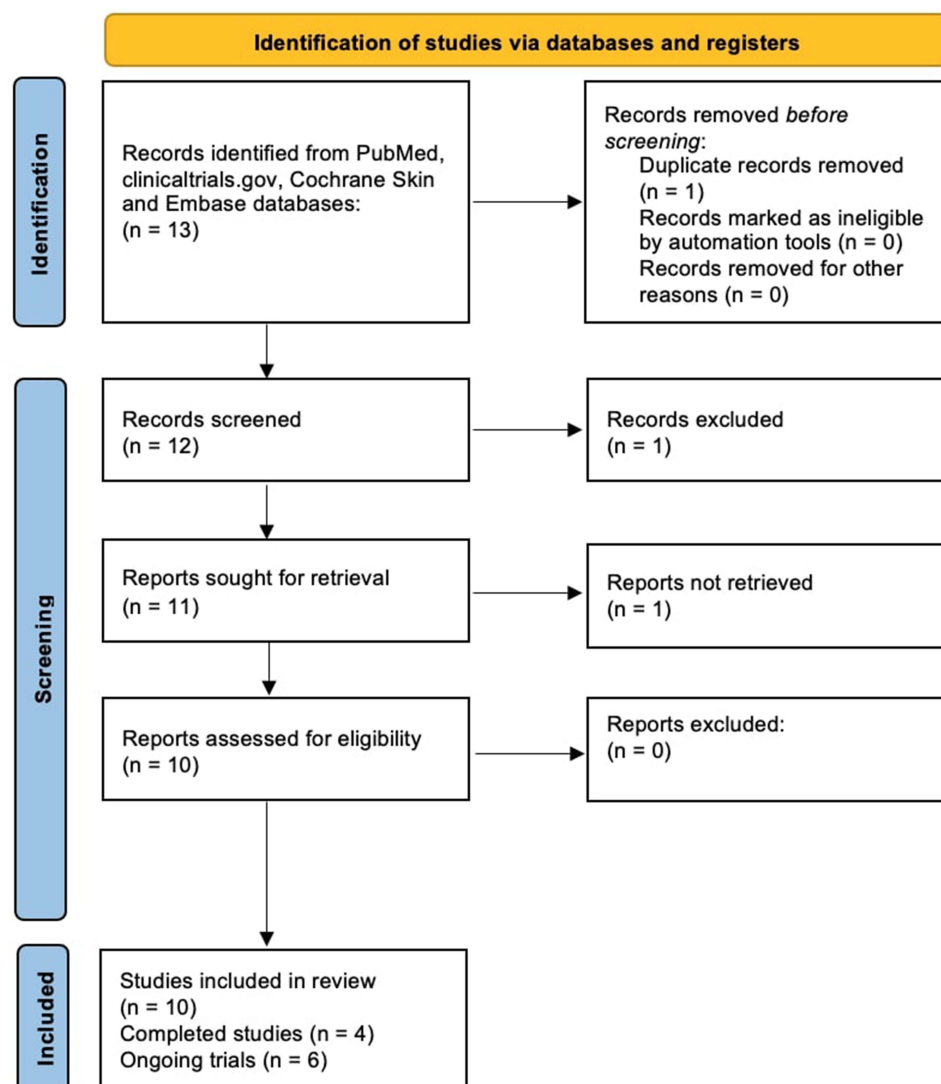 Identification of studies via databases and registers
Identification
Records identified from PubMed,
clinicaltrials.gov, Cochrane Skin
and Embase databases:
(n = 13)
Records removed before
screening:
Duplicate records removed
(n = 1)
Records marked as ineligible
by automation tools (n = 0)
Records removed for other
reasons (n = 0)
Screening
Records screened
(n = 12)
Records excluded
(n = 1)
Reports sought for retrieval
(n = 11)
Reports not retrieved
(n = 1)
Reports assessed for eligibility
(n = 10)
Reports excluded:
(n = 0)
Included
Studies included in review
(n = 10)
Completed studies (n = 4)
Ongoing trials (n = 6)